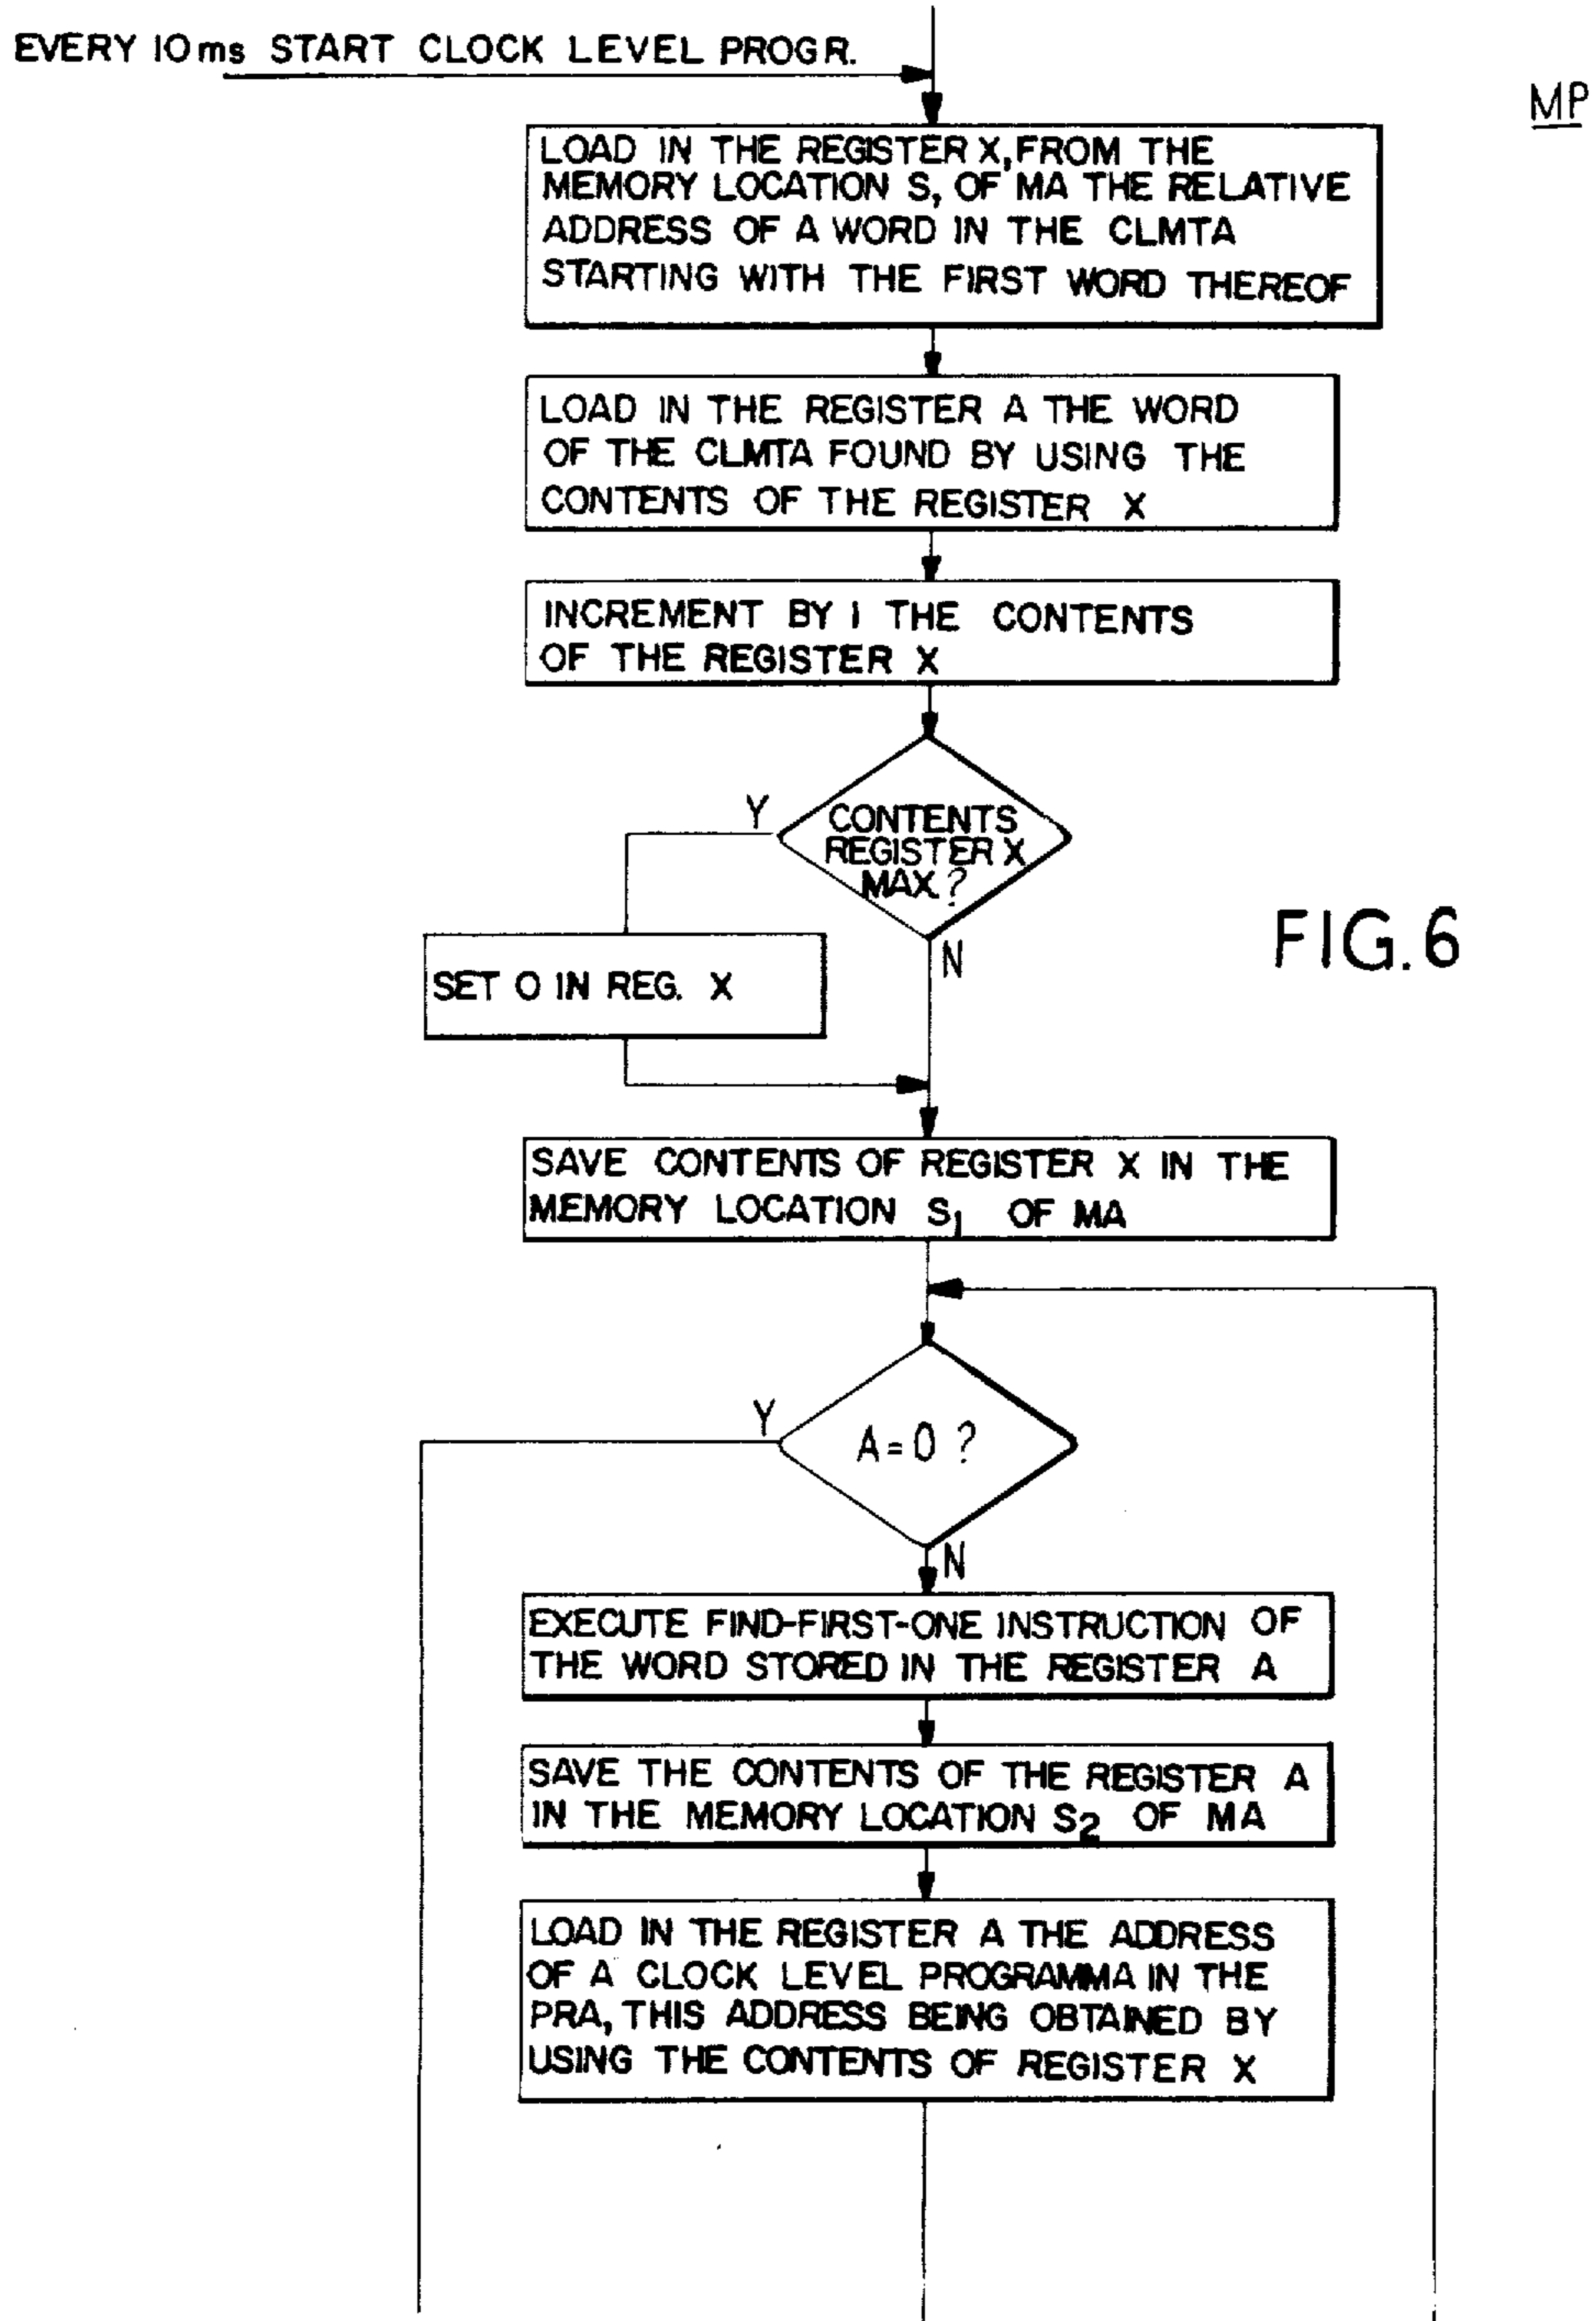 EVERY 10ms START CLOCK LEVEL PROGR.
MP
LOAD IN THE REGISTER X, FROM THE
MEMORY LOCATION S, OF MA THE RELATIVE
ADDRESS OF A WORD IN THE CLMTA
STARTING WITH THE FIRST WORD THEREOF
LOAD IN THE REGISTER A THE WORD
OF THE CLMTA FOUND BY USING THE
CONTENTS OF THE REGISTER X
INCREMENT BY 1 THE CONTENTS
OF THE REGISTER X
Y
CONTENTS
REGISTER X
MAX.?
N
FIG.6
SET 0 IN REG. X
SAVE CONTENTS OF REGISTER X IN THE
MEMORY LOCATION S1 OF MA
Y
A=0 ?
N
EXECUTE FIND-FIRST-ONE INSTRUCTION OF
THE WORD STORED IN THE REGISTER A
SAVE THE CONTENTS OF THE REGISTER A
IN THE MEMORY LOCATION S2 OF MA
LOAD IN THE REGISTER A THE ADDRESS
OF A CLOCK LEVEL PROGRAMMA IN THE
PRA, THIS ADDRESS BEING OBTAINED BY
USING THE CONTENTS OF REGISTER X